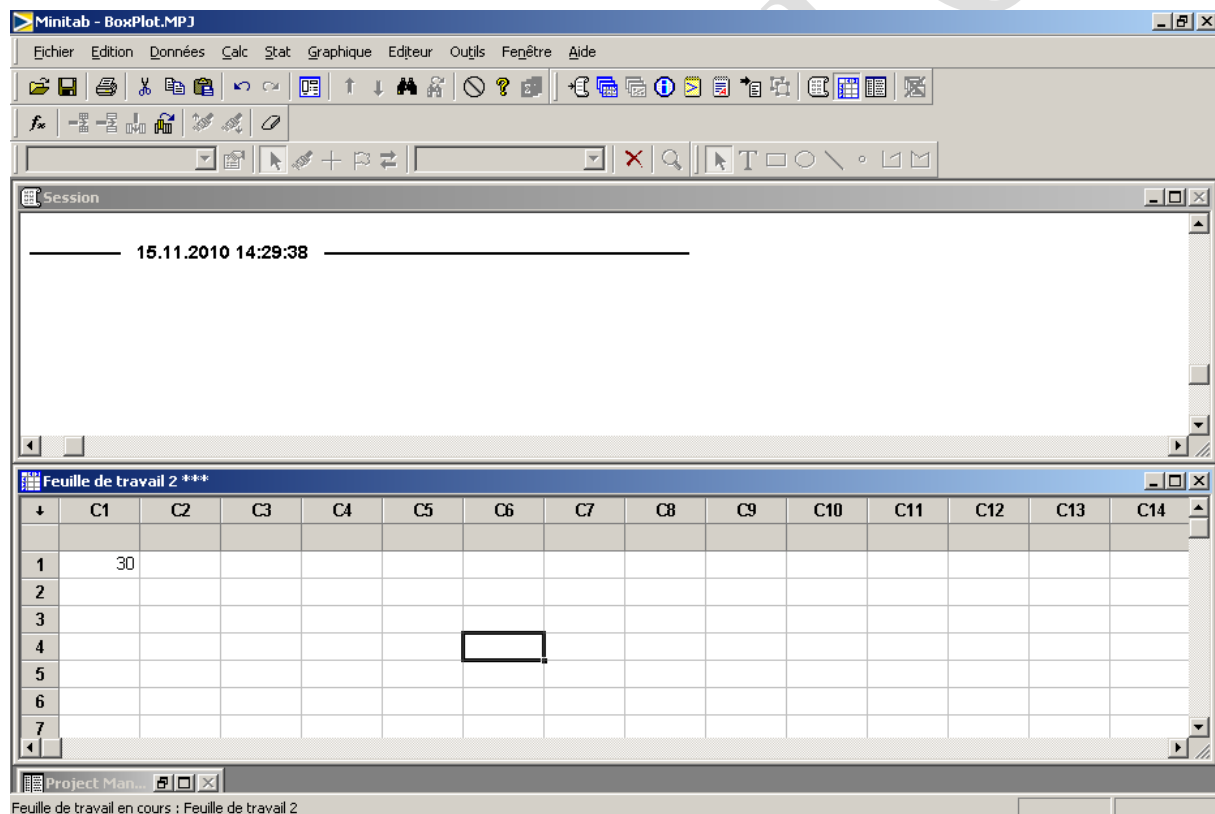 Minitab - BoxPlot.MPJ
Fichier Edition Données Calc Stat Graphique Editeur Outils Fenêtre Aide
Session
15.11.2010 14:29:38
Feuille de travail 2 ***
C1 C2 C3 C4 C5 C6 C7 C8 C9 C10 C11 C12 C13 C14
1 30
2
3
4
5
6
7
Project Man...
Feuille de travail en cours : Feuille de travail 2